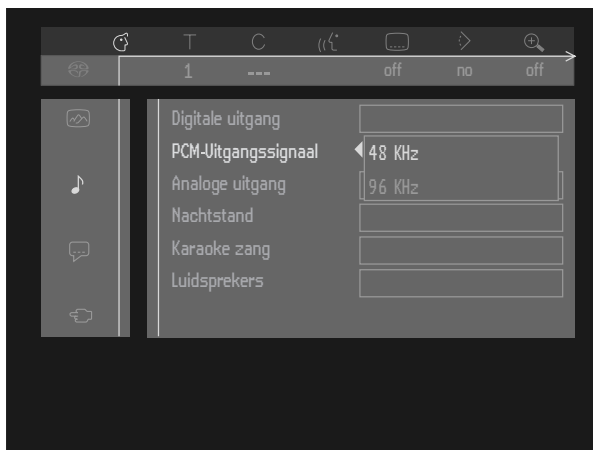 T C
1 --- off no off
Digitale uitgang
PCM-Uitgangssignaal 48 KHz
Analoge uitgang 96 KHz
Nachtstand
Karaoke zang
Luidsprekers